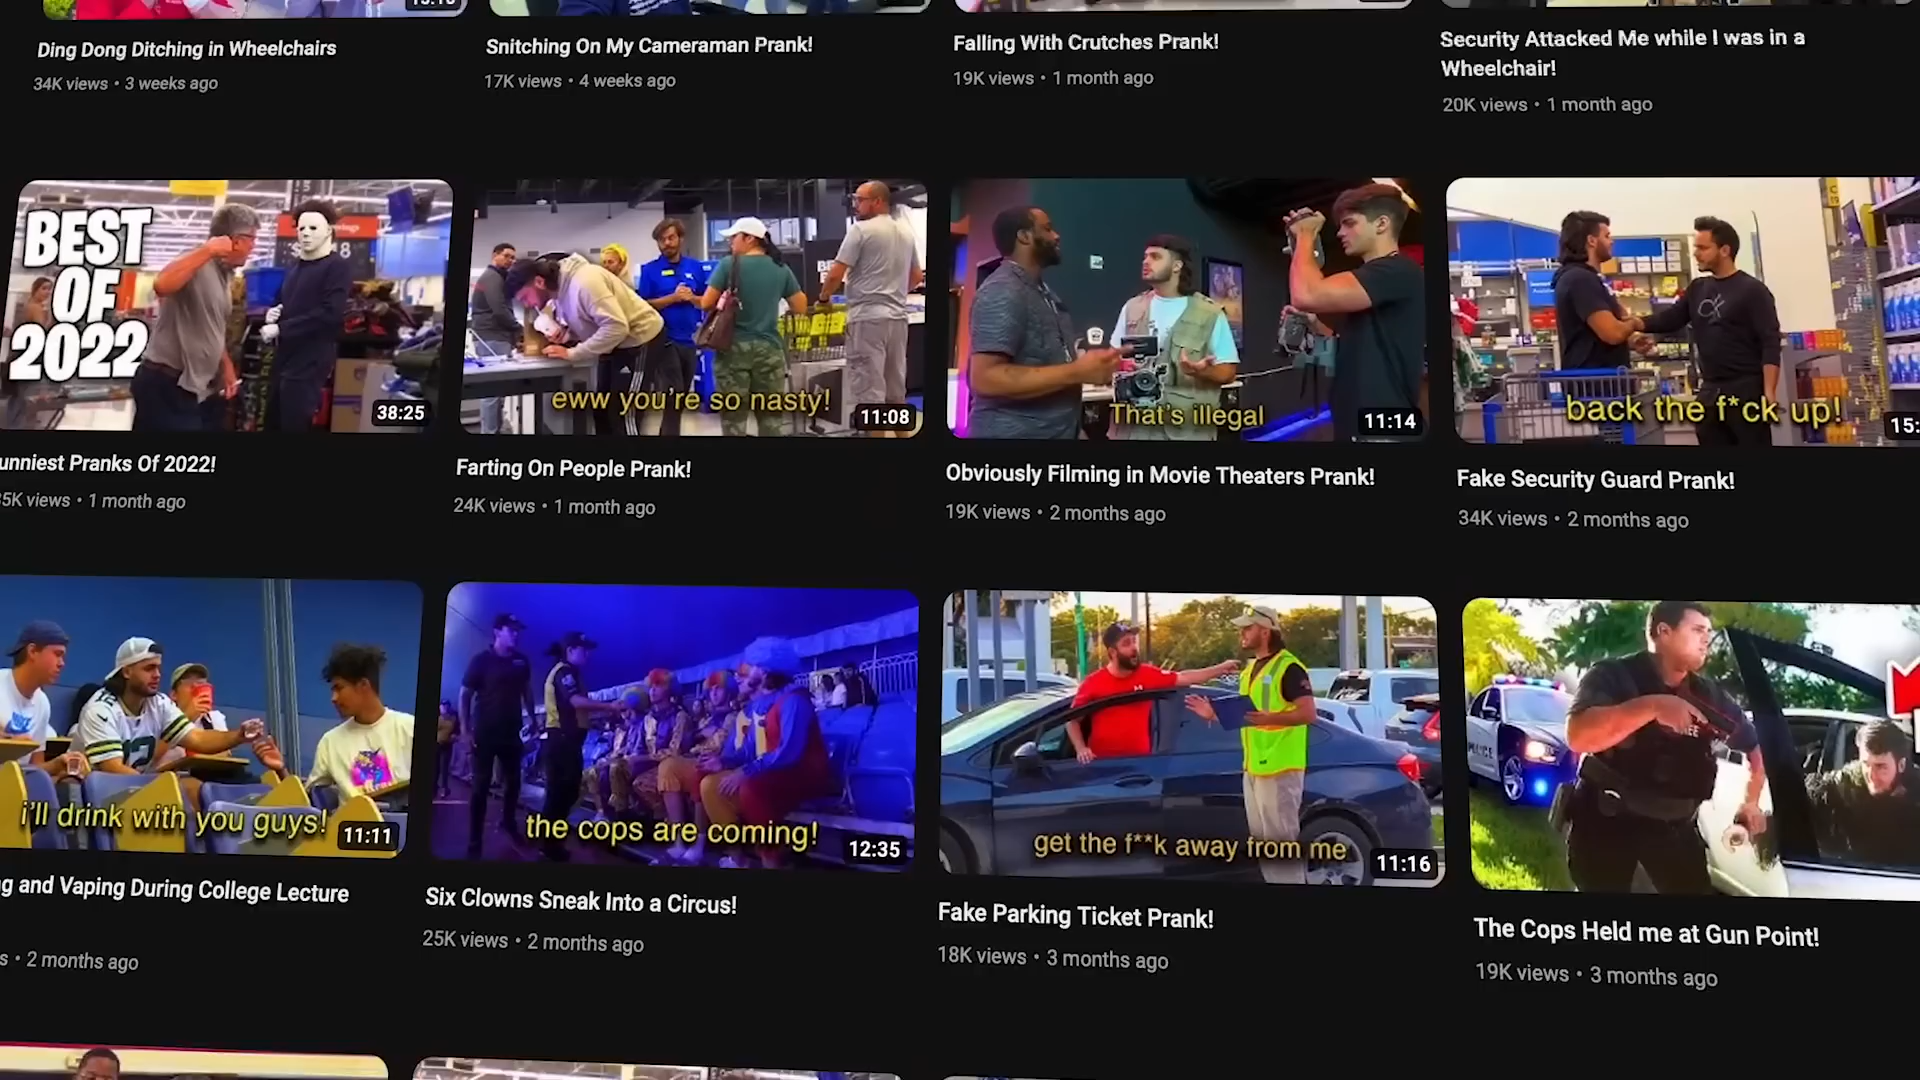 Ding Dong Ditching in Wheelchairs
34K views • 3 weeks ago
Snitching On My Cameraman Prank!
17K views • 4 weeks ago
Falling With Crutches Prank!
19K views • 1 month ago
Security Attacked Me while I was in a
Wheelchair!
20K views • 1 month ago
BEST
OF
2022
38:25
unniest Pranks Of 2022!
5K views • 1 month ago
eww you're so nasty!
11:08
Farting On People Prank!
24K views • 1 month ago
That's illegal
11:14
Obviously Filming in Movie Theaters Prank!
19K views • 2 months ago
back the f*ck up!
15:
Fake Security Guard Prank!
34K views • 2 months ago
i'll drink with you guys!
11:11
g and Vaping During College Lecture
s • 2 months ago
the cops are coming!
12:35
Six Clowns Sneak Into a Circus!
25K views • 2 months ago
get the f**k away from me
11:16
Fake Parking Ticket Prank!
18K views • 3 months ago
The Cops Held me at Gun Point!
19K views • 3 months ago